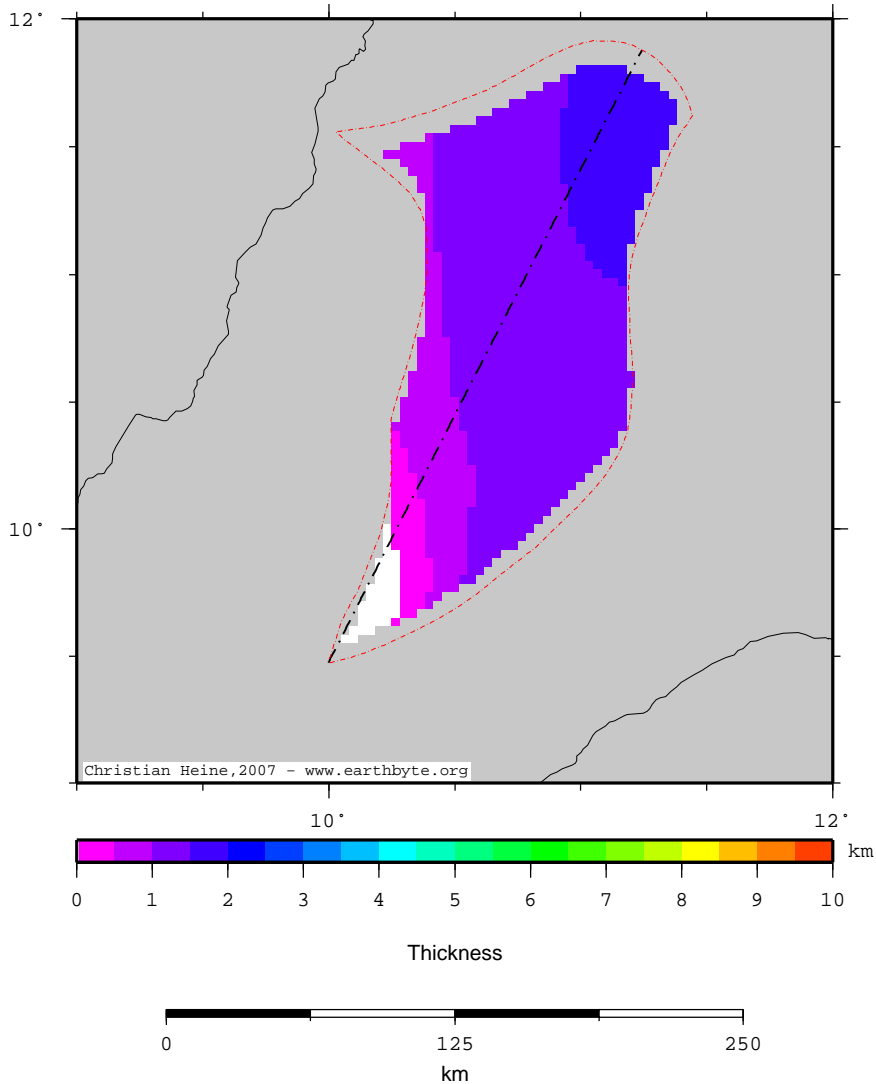 12°
10°
Christian Heine,2007 - www.earthbyte.org
10° 12°
km
0 1 2 3 4 5 6 7 8 9 10
Thickness
0 125 250
km